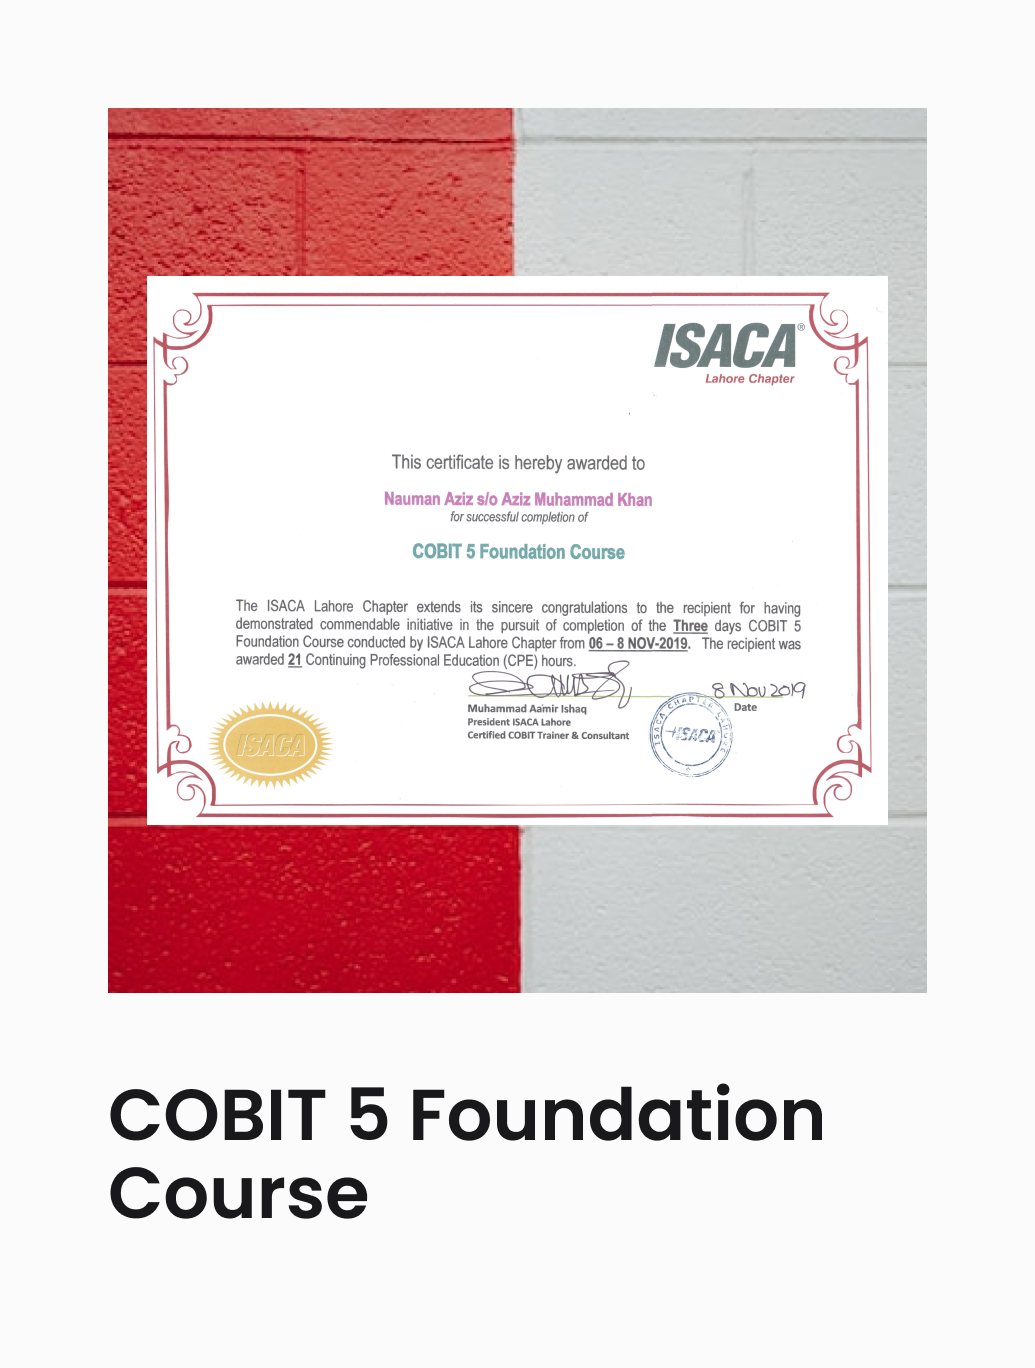 ISACA®
Lahore Chapter
This certificate is hereby awarded to
Nauman Aziz s/o Aziz Muhammad Khan
for successful completion of
COBIT 5 Foundation Course
The ISACA Lahore Chapter extends its sincere congratulations to the recipient for having
demonstrated commendable initiative in the pursuit of completion of the Three days COBIT 5
Foundation Course conducted by ISACA Lahore Chapter from 06 – 8 NOV-2019. The recipient was
awarded 21 Continuing Professional Education (CPE) hours.
8 Nov 2019
Muhammad Aamir Ishaq
Date
President ISACA Lahore
Certified COBIT Trainer & Consultant
ISACA
ISACA CHAPTER LAHORE
ISACA
COBIT 5 Foundation
Course